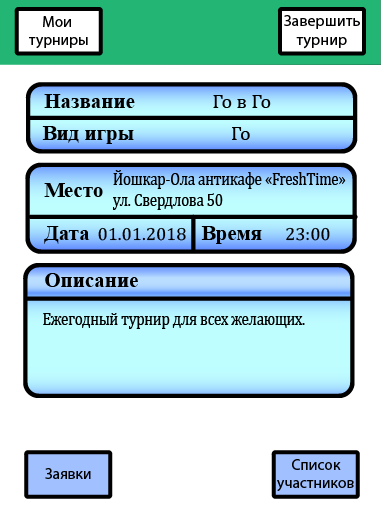 Мои
турниры
Завершить
турнир
Название Го в Го
Вид игры Го
Место Йошкар-Ола антикафе «FreshTime»
ул. Свердлова 50
Дата 01.01.2018 Время 23:00
Описание
Ежегодный турнир для всех желающих.
Заявки
Список
участников